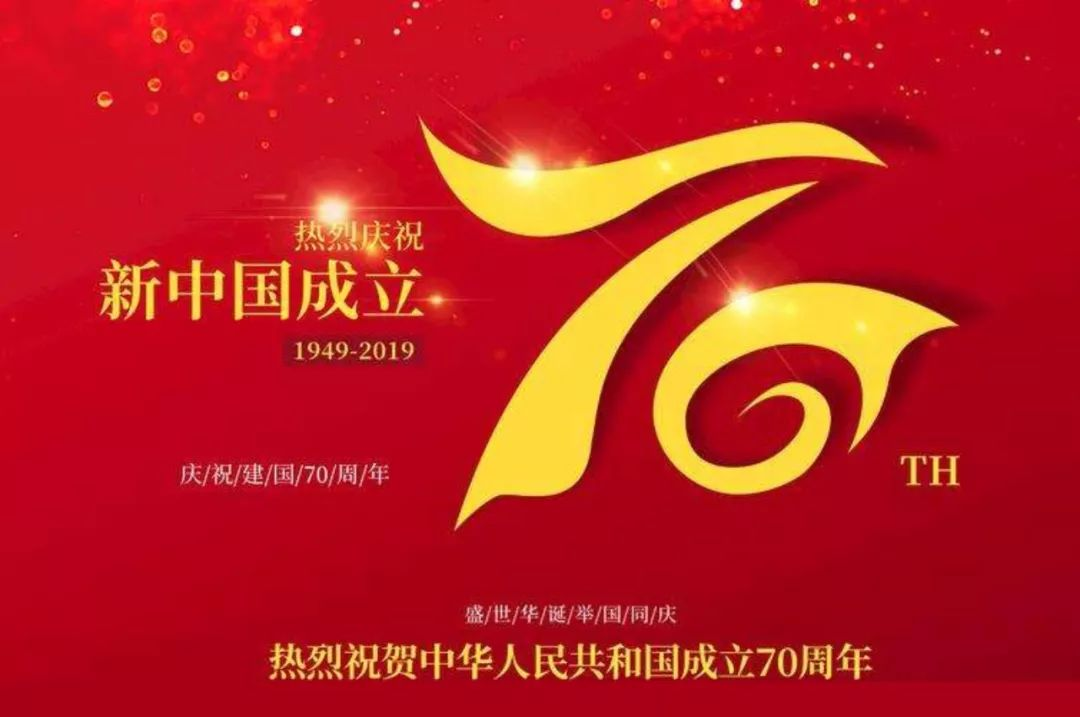 热烈庆祝
新中国成立
1949-2019
70
TH
庆/祝/建/国/70/周/年
盛/世/华/诞/举/国/同/庆
热烈祝贺中华人民共和国成立70周年